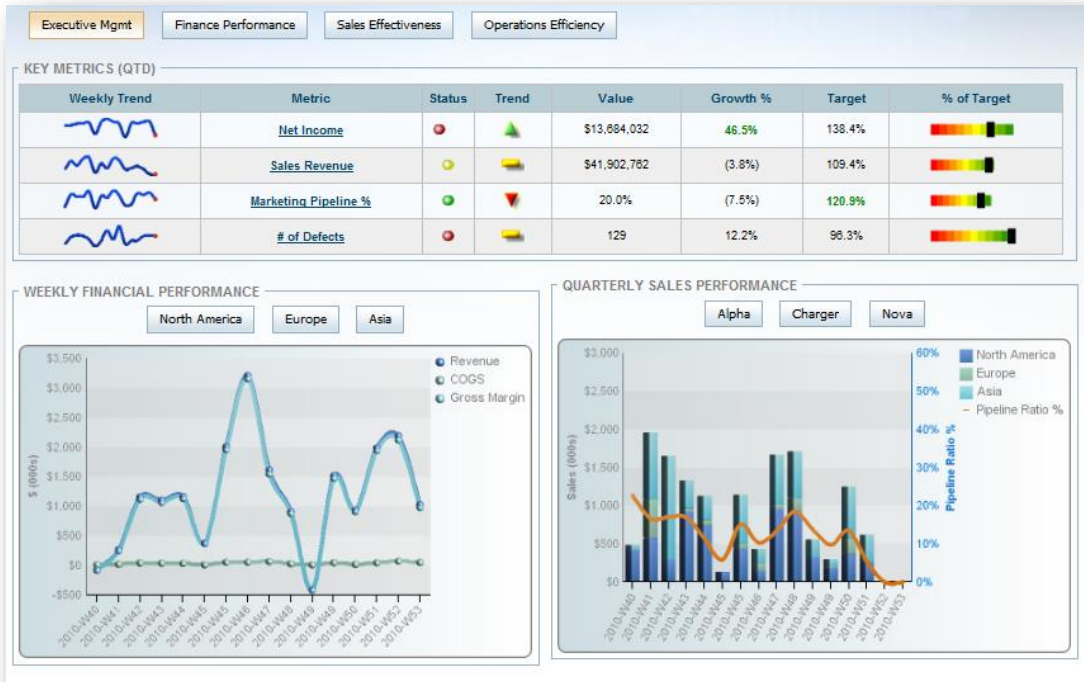 Executive Mgmt
Finance Performance
Sales Effectiveness
Operations Efficiency
KEY METRICS (QTD)
Weekly Trend Metric Status Trend Value Growth % Target % of Target
Net Income $13,684,032 46.5% 138.4%
Sales Revenue $41,902,762 (3.8%) 109.4%
Marketing Pipeline % 20.0% (7.5%) 120.9%
# of Defects 129 12.2% 96.3%
WEEKLY FINANCIAL PERFORMANCE
North America Europe Asia
$ (000s)
$3,500
$3,000
$2,500
$2,000
$1,500
$1,000
$500
$0
-$500
Revenue
COGS
Gross Margin
2010-W40
2010-W41
2010-W42
2010-W43
2010-W44
2010-W45
2010-W45
2010-W46
2010-W47
2010-W48
2010-W49
2010-W49
2010-W50
2010-W51
2010-W52
2010-W53
QUARTERLY SALES PERFORMANCE
Alpha Charger Nova
Sales (000s)
$3,000
$2,500
$2,000
$1,500
$1,000
$500
$0
60%
50%
40%
30%
20%
10%
0%
Pipeline Ratio %
North America
Europe
Asia
Pipeline Ratio %
2010-W40
2010-W41
2010-W42
2010-W43
2010-W44
2010-W45
2010-W45
2010-W46
2010-W47
2010-W48
2010-W49
2010-W49
2010-W50
2010-W51
2010-W52
2010-W53